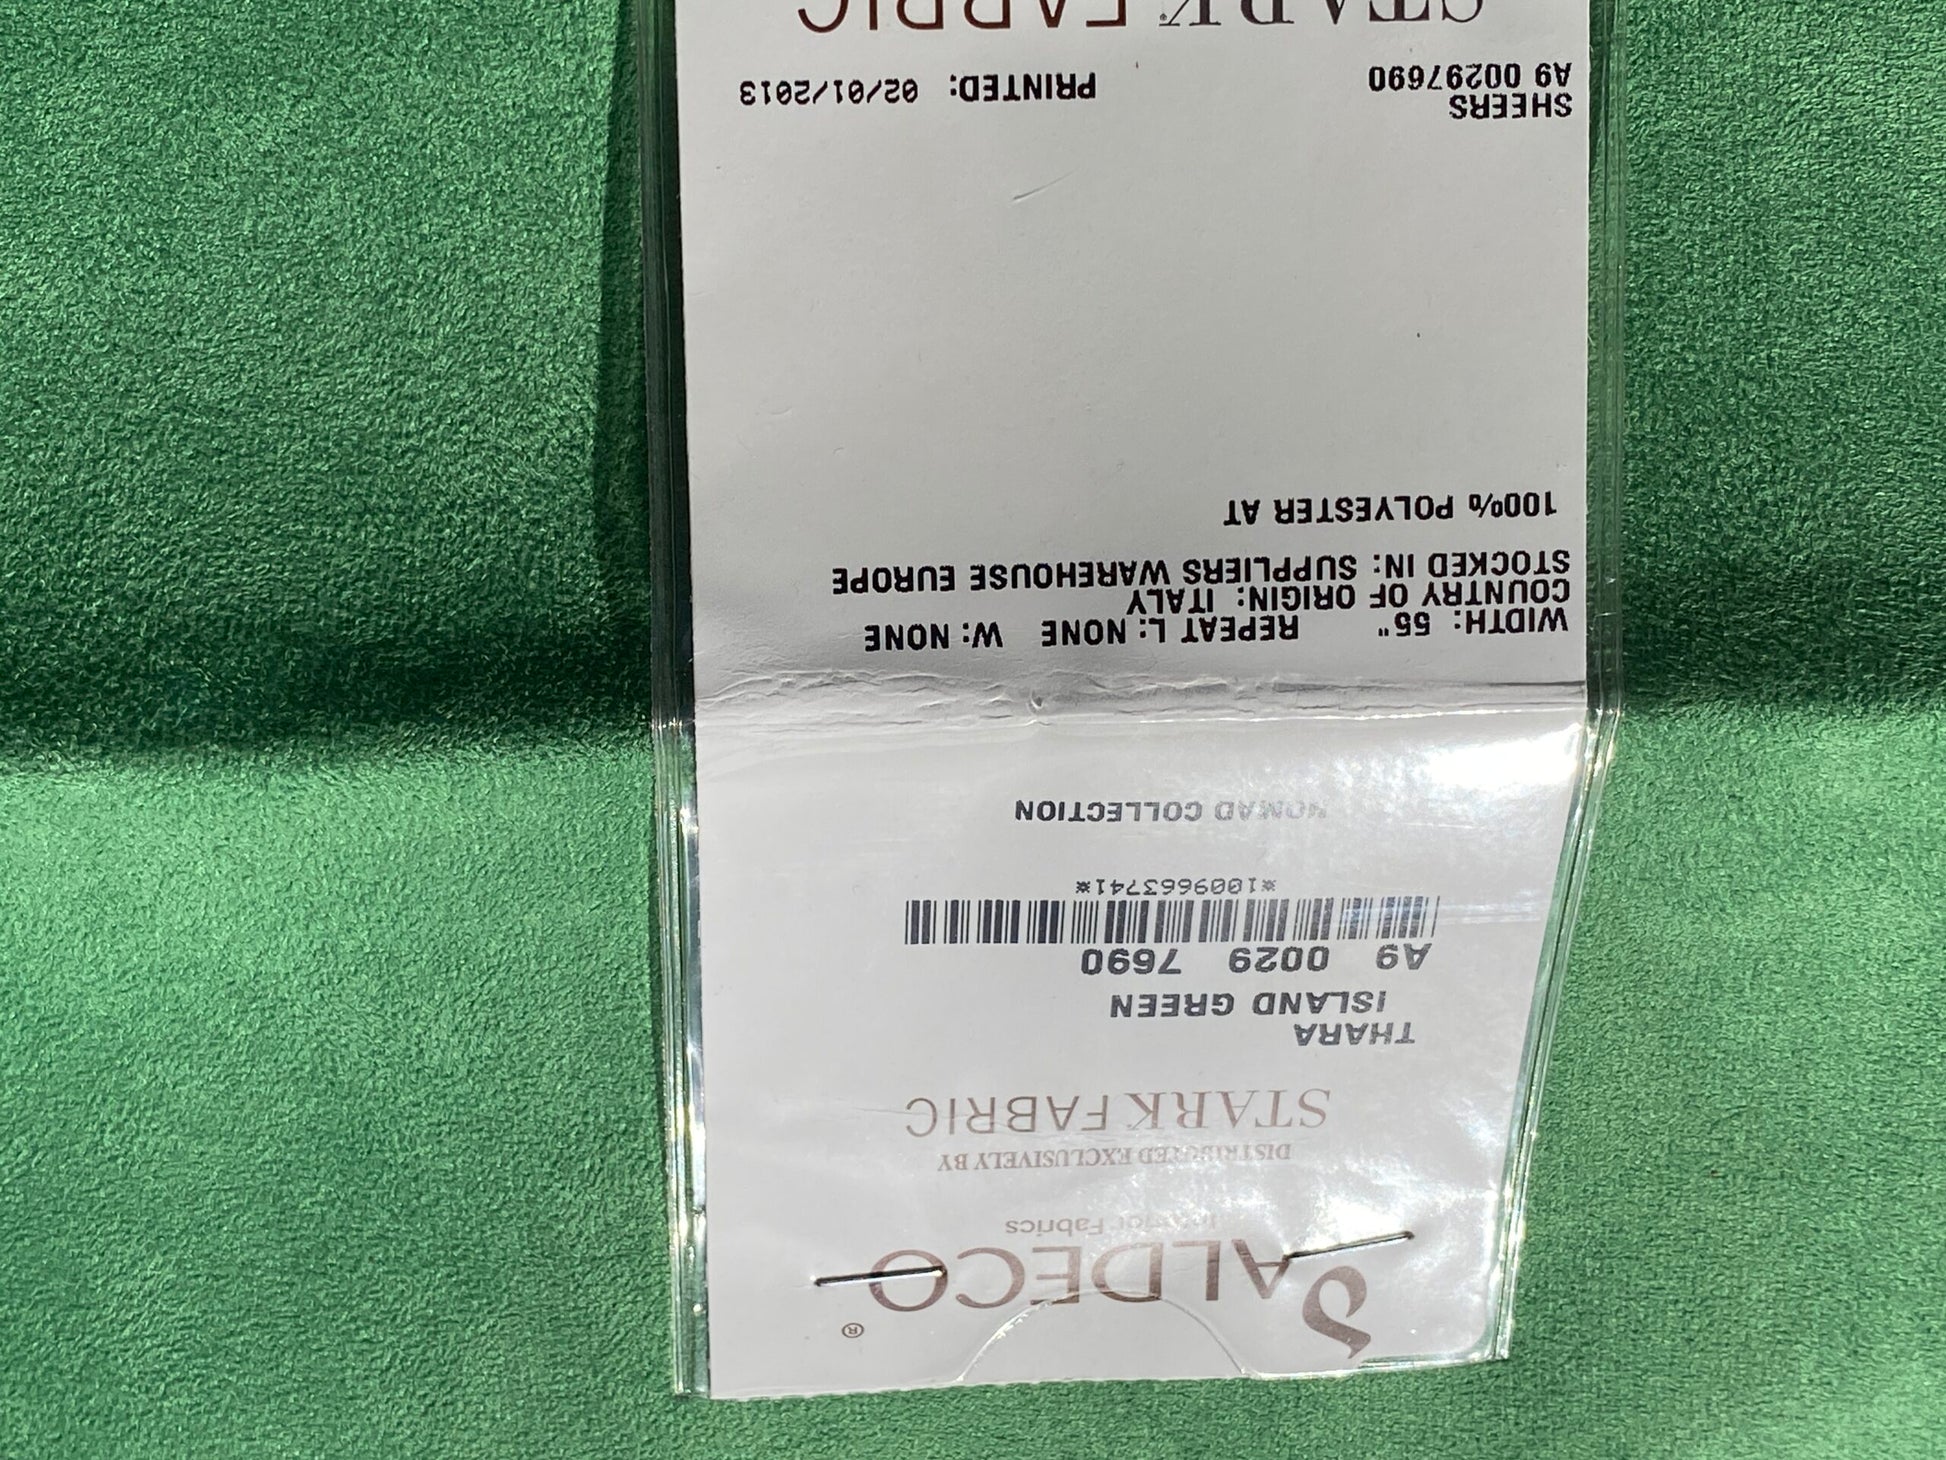 ALDECO®
Interior Fabrics
DISTRIBUTED EXCLUSIVELY BY
STARK FABRIC
THARA
ISLAND GREEN
A9 0029 7690
*1009663741*
NOMAD COLLECTION
WIDTH: 55" REPEAT L: NONE W: NONE
COUNTRY OF ORIGIN: ITALY
STOCKED IN: SUPPLIERS WAREHOUSE EUROPE
100% POLYESTER AT
SHEERS
A9 00297690 PRINTED: 02/01/2013
STARK® FABRIC